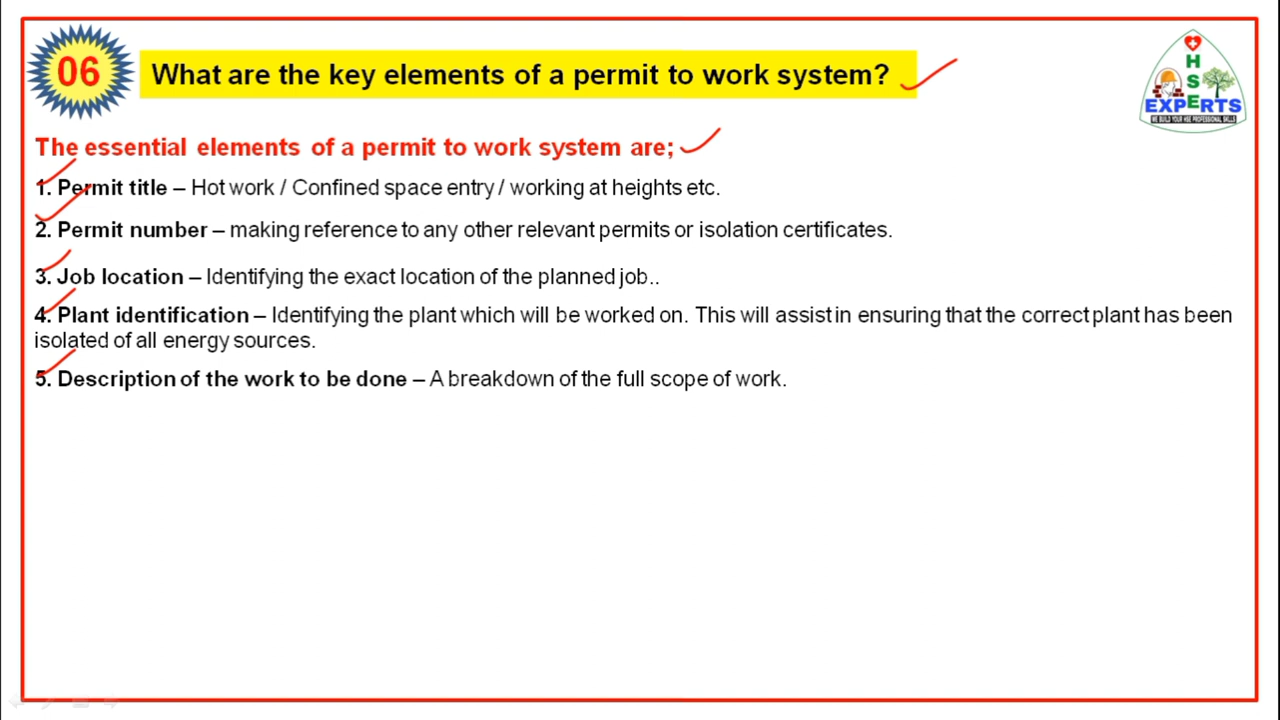 06
What are the key elements of a permit to work system?
H
S
EXPERTS
WE BUILD YOUR HSE PROFESSIONAL SKILLS
The essential elements of a permit to work system are;
1. Permit title – Hot work / Confined space entry / working at heights etc.
2. Permit number – making reference to any other relevant permits or isolation certificates.
3. Job location – Identifying the exact location of the planned job..
4. Plant identification – Identifying the plant which will be worked on. This will assist in ensuring that the correct plant has been
isolated of all energy sources.
5. Description of the work to be done – A breakdown of the full scope of work.